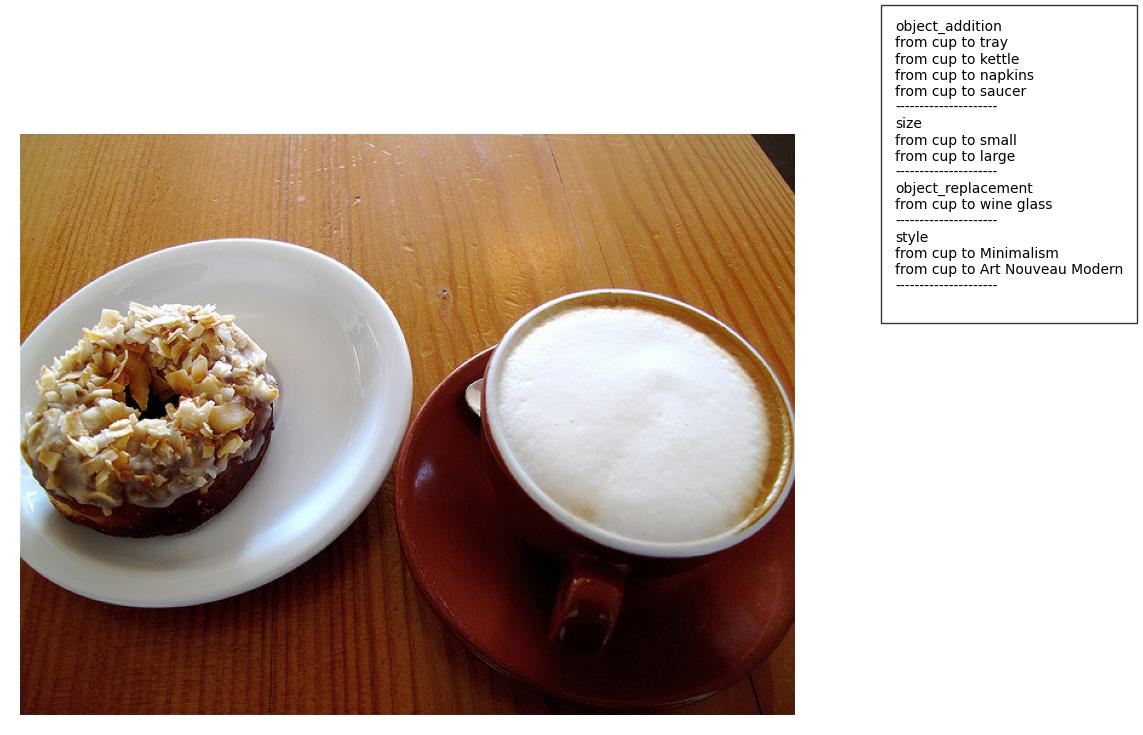 object_addition
from cup to tray
from cup to kettle
from cup to napkins
from cup to saucer
---------------------
size
from cup to small
from cup to large
---------------------
object_replacement
from cup to wine glass
---------------------
style
from cup to Minimalism
from cup to Art Nouveau Modern
---------------------